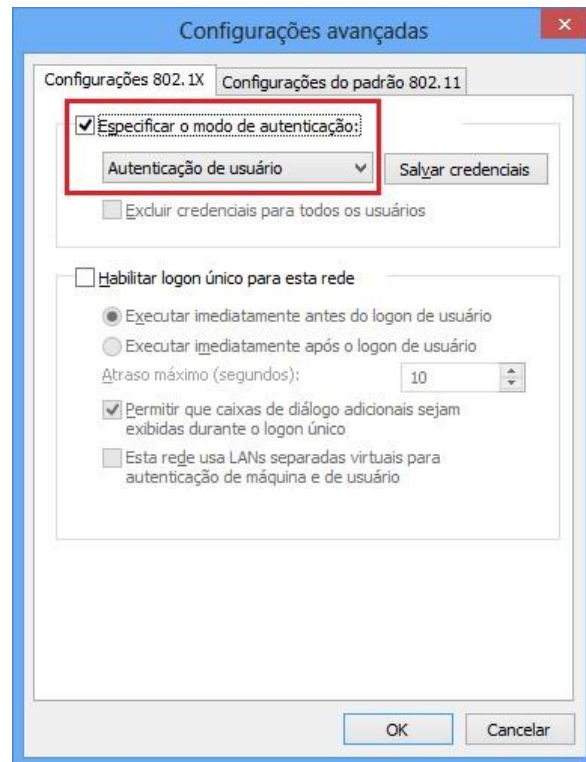 Configurações avançadas
Configurações 802.1X
Configurações do padrão 802.11
Especificar o modo de autenticação:
Autenticação de usuário
Salvar credenciais
Excluir credenciais para todos os usuários
Habilitar logon único para esta rede
Executar imediatamente antes do logon de usuário
Executar imediatamente após o logon de usuário
Atraso máximo (segundos):
10
Permitir que caixas de diálogo adicionais sejam
exibidas durante o logon único
Esta rede usa LANs separadas virtuais para
autenticação de máquina e de usuário
OK
Cancelar